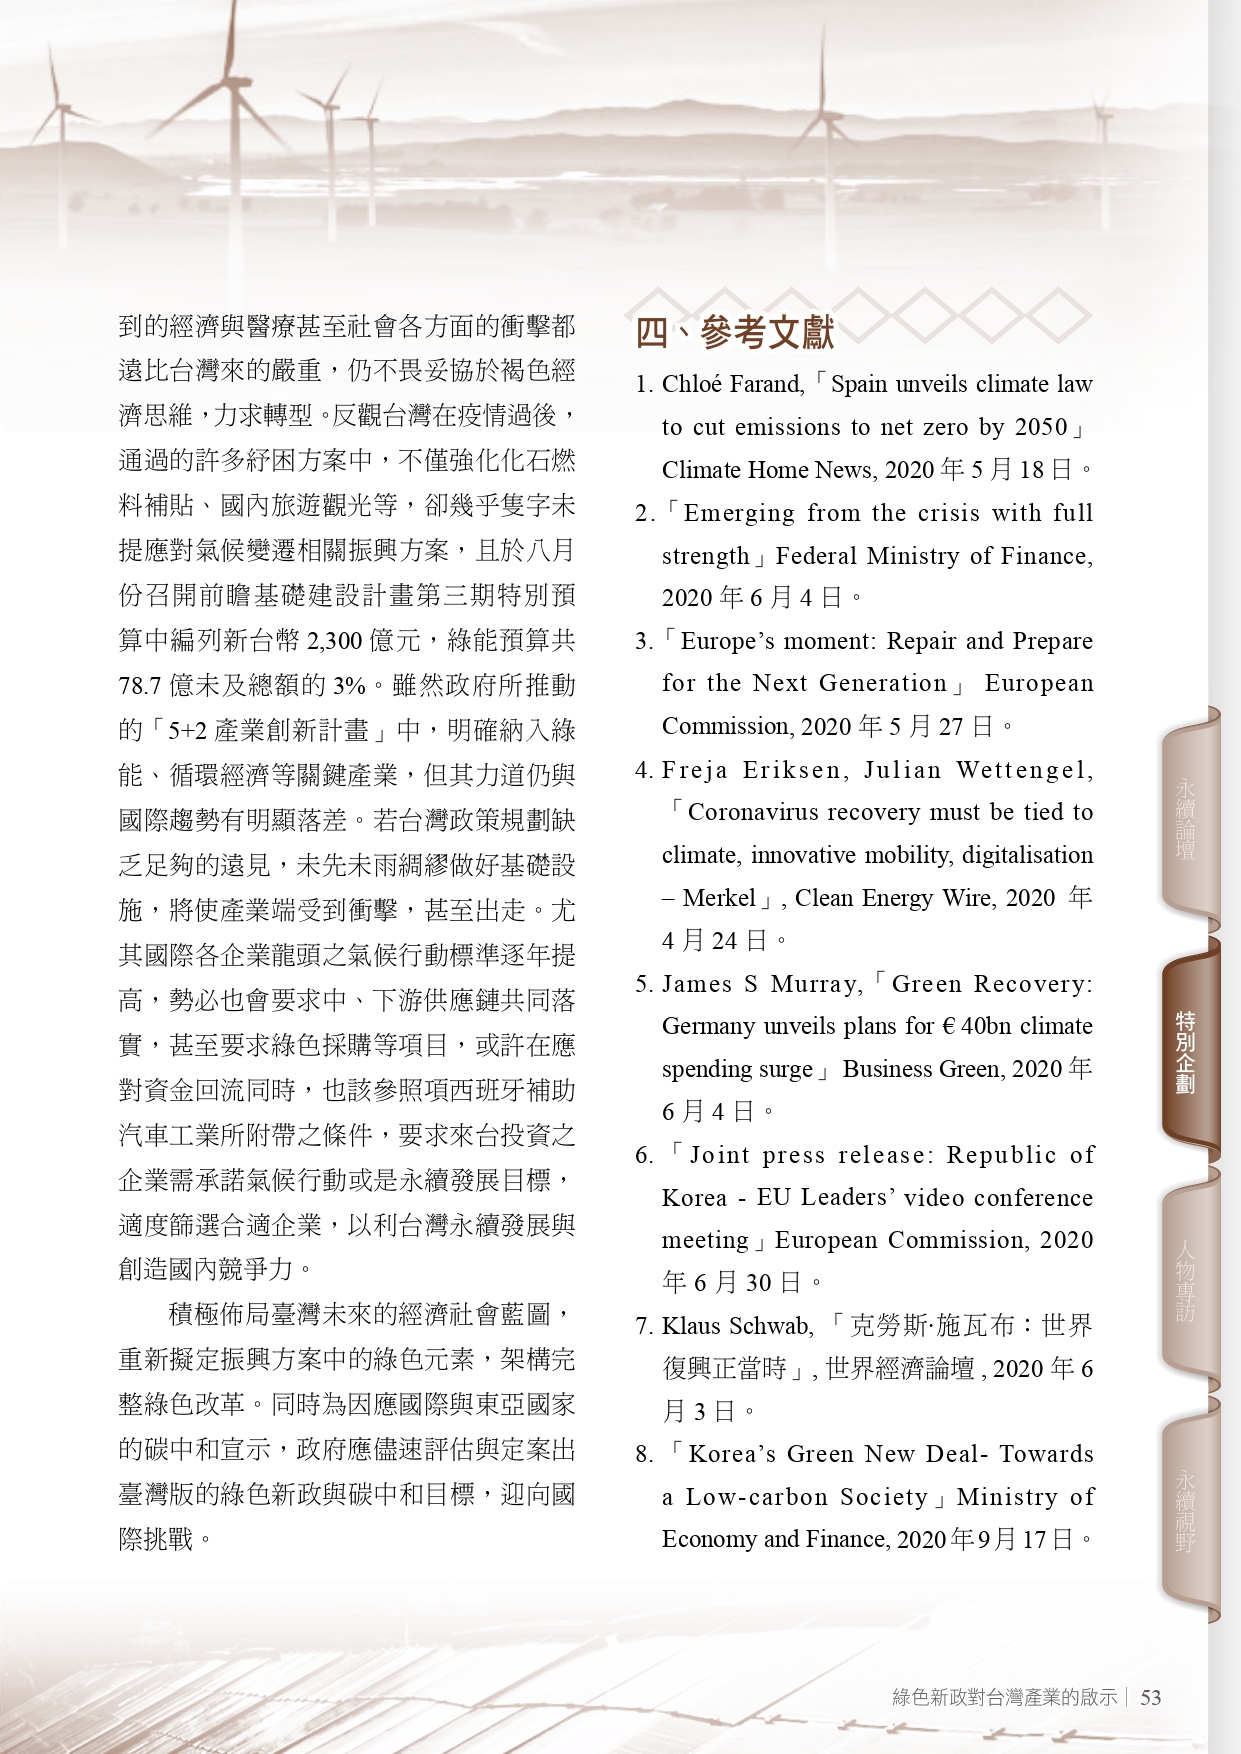 到的經濟與醫療甚至社會各方面的衝擊都
遠比台灣來的嚴重，仍不畏妥協於褐色經
濟思維，力求轉型。反觀台灣在疫情過後，
通過的許多紓困方案中，不僅強化化石燃
料補貼、國內旅遊觀光等，卻幾乎隻字未
提應對氣候變遷相關振興方案，且於八月
份召開前瞻基礎建設計畫第三期特別預
算中編列新台幣 2,300 億元，綠能預算共
78.7 億未及總額的 3%。雖然政府所推動
的「5+2 產業創新計畫」中，明確納入綠
能、循環經濟等關鍵產業，但其力道仍與
國際趨勢有明顯落差。若台灣政策規劃缺
乏足夠的遠見，未先未雨綢繆做好基礎設
施，將使產業端受到衝擊，甚至出走。尤
其國際各企業龍頭之氣候行動標準逐年提
高，勢必也會要求中、下游供應鏈共同落
實，甚至要求綠色採購等項目，或許在應
對資金回流同時，也該參照項西班牙補助
汽車工業所附帶之條件，要求來台投資之
企業需承諾氣候行動或是永續發展目標，
適度篩選合適企業，以利台灣永續發展與
創造國內競爭力。
積極佈局臺灣未來的經濟社會藍圖，
重新擬定振興方案中的綠色元素，架構完
整綠色改革。同時為因應國際與東亞國家
的碳中和宣示，政府應儘速評估與定案出
臺灣版的綠色新政與碳中和目標，迎向國
際挑戰。
四、參考文獻
1. Chloé Farand,「Spain unveils climate law
to cut emissions to net zero by 2050」
Climate Home News, 2020 年 5 月 18 日。
2.「Emerging from the crisis with full
strength」Federal Ministry of Finance,
2020 年 6 月 4 日。
3.「Europe’s moment: Repair and Prepare
for the Next Generation」 European
Commission, 2020 年 5 月 27 日。
4. Freja Eriksen, Julian Wettengel,
「Coronavirus recovery must be tied to
climate, innovative mobility, digitalisation
– Merkel」, Clean Energy Wire, 2020 年
4 月 24 日。
5. James S Murray,「Green Recovery:
Germany unveils plans for € 40bn climate
spending surge」 Business Green, 2020 年
6 月 4 日。
6. 「Joint press release: Republic of
Korea - EU Leaders’ video conference
meeting」European Commission, 2020
年 6 月 30 日。
7. Klaus Schwab, 「克勞斯·施瓦布：世界
復興正當時」, 世界經濟論壇 , 2020 年 6
月 3 日。
8. 「Korea’s Green New Deal- Towards
a Low-carbon Society」Ministry of
Economy and Finance, 2020 年 9 月 17 日。
永續論壇
特別企劃
人物專訪
永續視野
綠色新政對台灣產業的啟示｜ 53